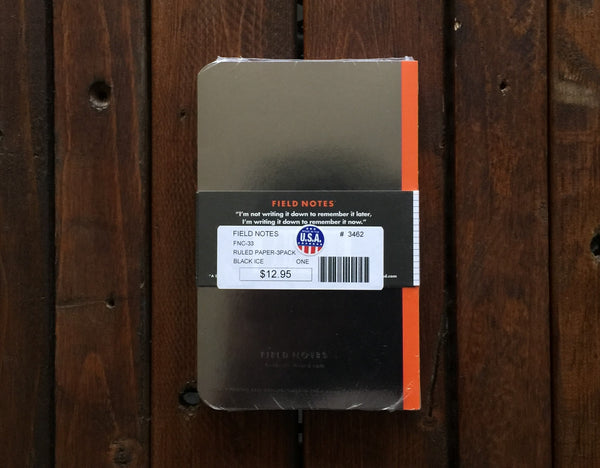 FIELD NOTES
"I'm not writing it down to remember it later,
I'm writing it down to remember it now."
FIELD NOTES
# 3462
U.S.A.
FNC-33
RULED PAPER-3PACK
BLACK ICE
ONE
$12.95
FIELD NOTES